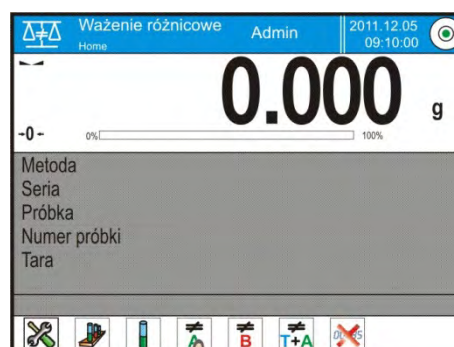 Ważenie różnicowe
Home
Admin
2011.12.05
09:10:00
0.000 g
→0←
0%
100%
Metoda
Seria
Próbka
Numer próbki
Tara
A
B
T+A